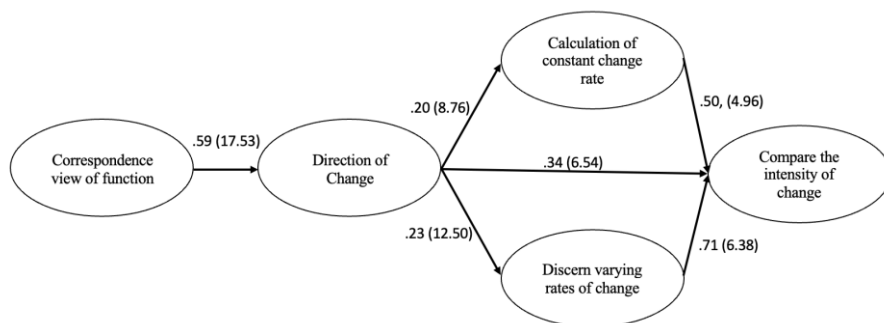 Calculation of
constant change
rate
.20 (8.76)
.50, (4.96)
.59 (17.53)
Correspondence
view of function
Direction of
Change
.34 (6.54)
Compare the
intensity of
change
.23 (12.50)
.71 (6.38)
Discern varying
rates of change